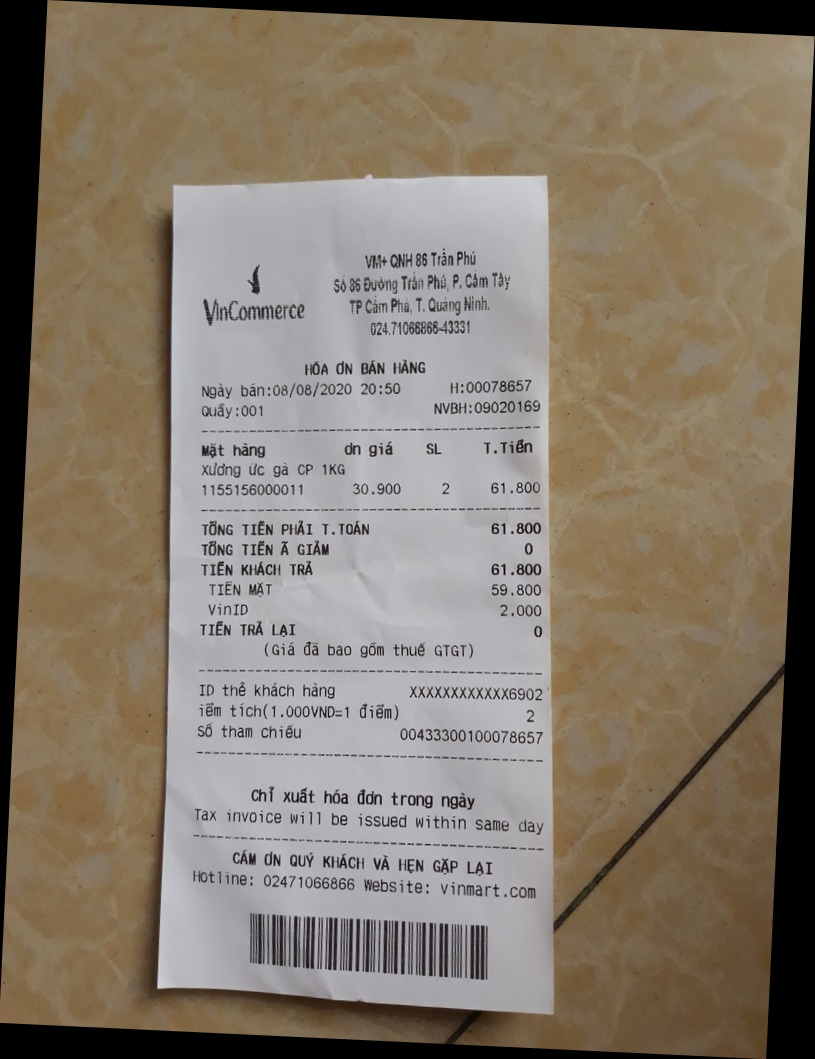 VinCommerce
VM+ QNH 86 Trần Phú
Số 86 Đường Trần Phú, P. Cẩm Tây
TP Cẩm Phả, T. Quảng Ninh.
024.71066866-43331
HÓA ƠN BÁN HÀNG
Ngày bán:08/08/2020 20:50 H:00078657
Quầy:001 NVBH:09020169
Mặt hàng ơn giá SL T.Tiền
Xương ức gà CP 1KG
1155156000011 30.900 2 61.800
TỔNG TIỀN PHẢI T.TOÁN 61.800
TỔNG TIỀN Ã GIẢM 0
TIỀN KHÁCH TRẢ 61.800
TIỀN MẶT 59.800
VinID 2.000
TIỀN TRẢ LẠI 0
(Giá đã bao gồm thuế GTGT)
ID thẻ khách hàng XXXXXXXXXXXX6902
iểm tích(1.000VND=1 điểm) 2
Số tham chiếu 00433300100078657
Chỉ xuất hóa đơn trong ngày
Tax invoice will be issued within same day
CÁM ƠN QUÝ KHÁCH VÀ HẸN GẶP LẠI
Hotline: 02471066866 Website: vinmart.com